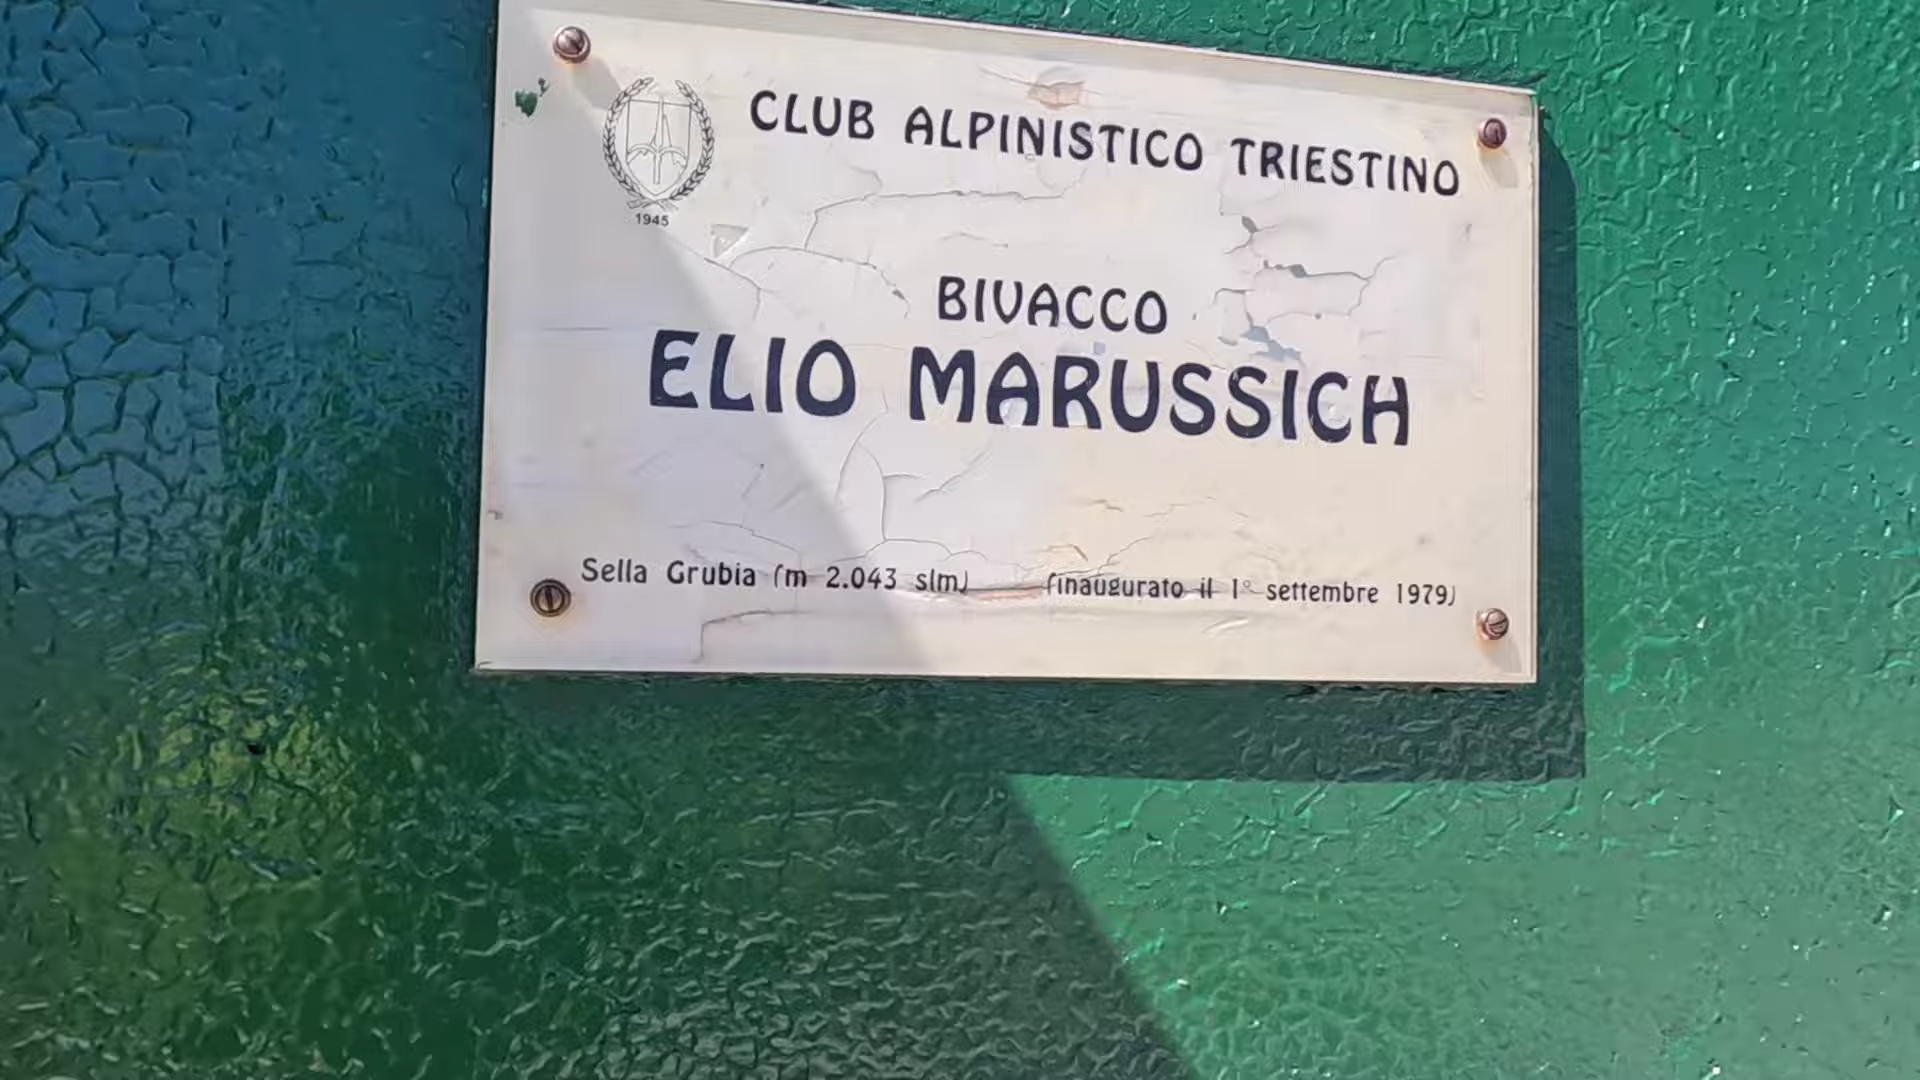 CLUB ALPINISTICO TRIESTINO
1945
BIVACCO
ELIO MARUSSICH
Sella Grubia (m 2.043 slm) (inaugurato il 1° settembre 1979)